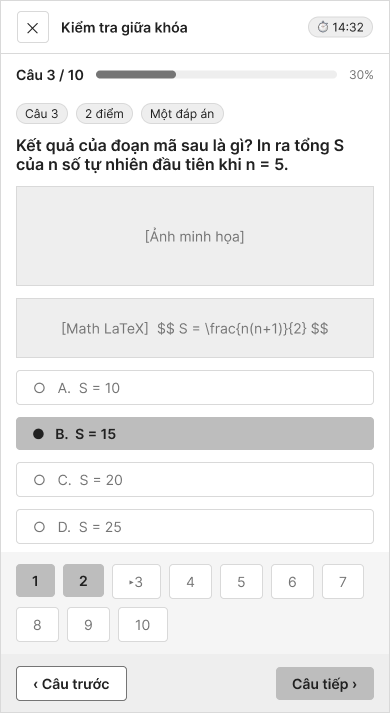 × Kiểm tra giữa khóa ⏱ 14:32
Câu 3 / 10 30%
Câu 3 2 điểm Một đáp án
Kết quả của đoạn mã sau là gì? In ra tổng S
của n số tự nhiên đầu tiên khi n = 5.
[Ảnh minh họa]
[Math LaTeX] $$ S = \frac{n(n+1)}{2} $$
A. S = 10
B. S = 15
C. S = 20
D. S = 25
1 2 ‣3 4 5 6 7
8 9 10
‹ Câu trước Câu tiếp ›